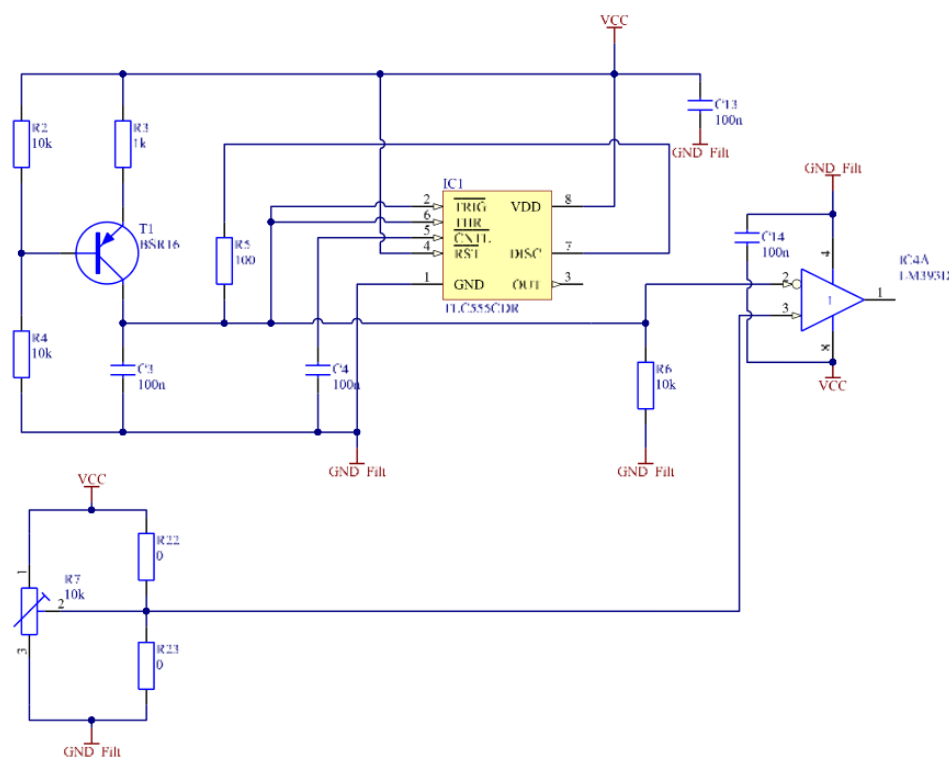 VCC
R2
10k
R3
1k
C13
100n
GND_Filt
T1
BSR16
R5
100
IC1
2 TRIG VDD 8
6 THR
5 CNTL
4 RST DISC 7
1 GND OUT 3
TLC555CDR
GND_Filt
C14
100n
4
2
3
1
1
8
VCC
IC4A
R4
10k
C3
100n
C4
100n
R6
10k
GND_Filt
GND_Filt
VCC
R22
0
1
R7
10k
2
3
R23
0
GND_Filt